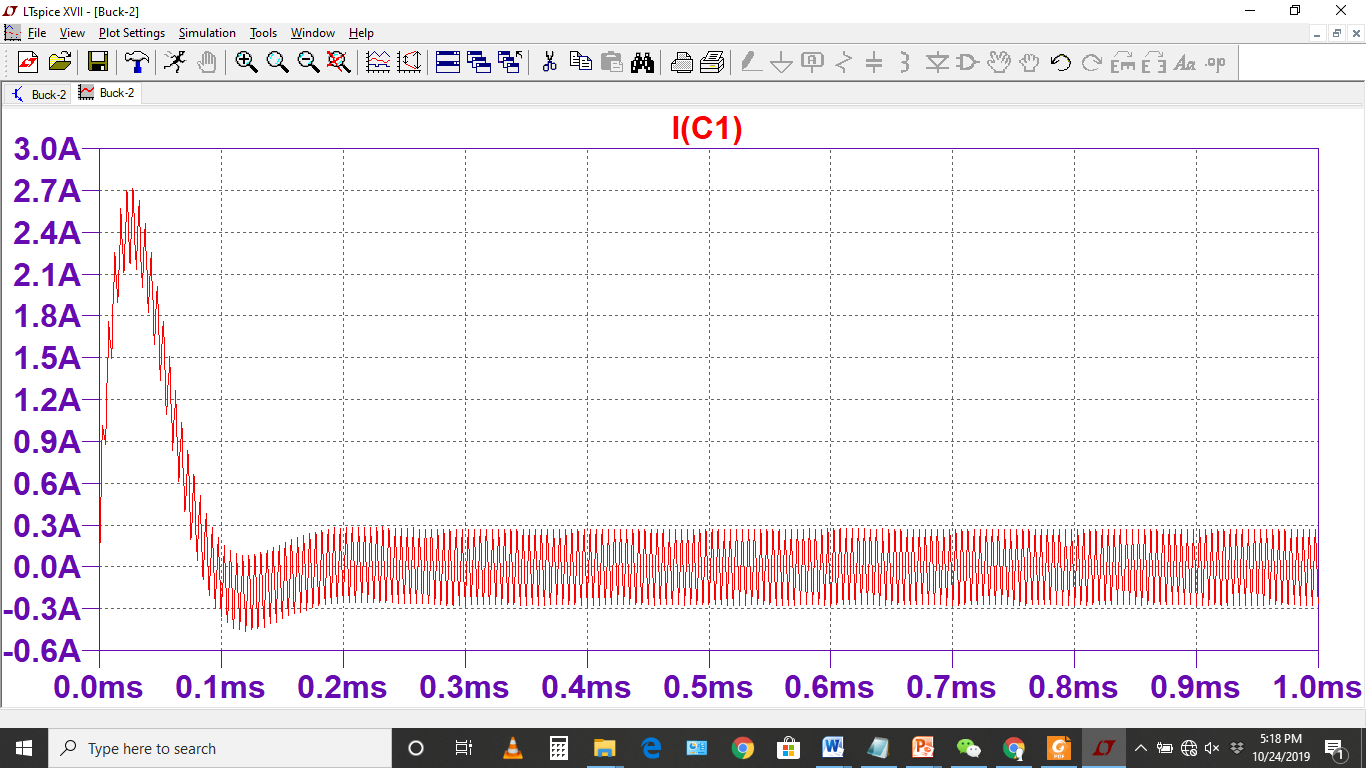 LTspice XVII - [Buck-2]
File View Plot Settings Simulation Tools Window Help
Aa .op
Buck-2 Buck-2
I(C1)
3.0A
2.7A
2.4A
2.1A
1.8A
1.5A
1.2A
0.9A
0.6A
0.3A
0.0A
-0.3A
-0.6A
0.0ms 0.1ms 0.2ms 0.3ms 0.4ms 0.5ms 0.6ms 0.7ms 0.8ms 0.9ms 1.0ms
Type here to search
5:18 PM
10/24/2019
1